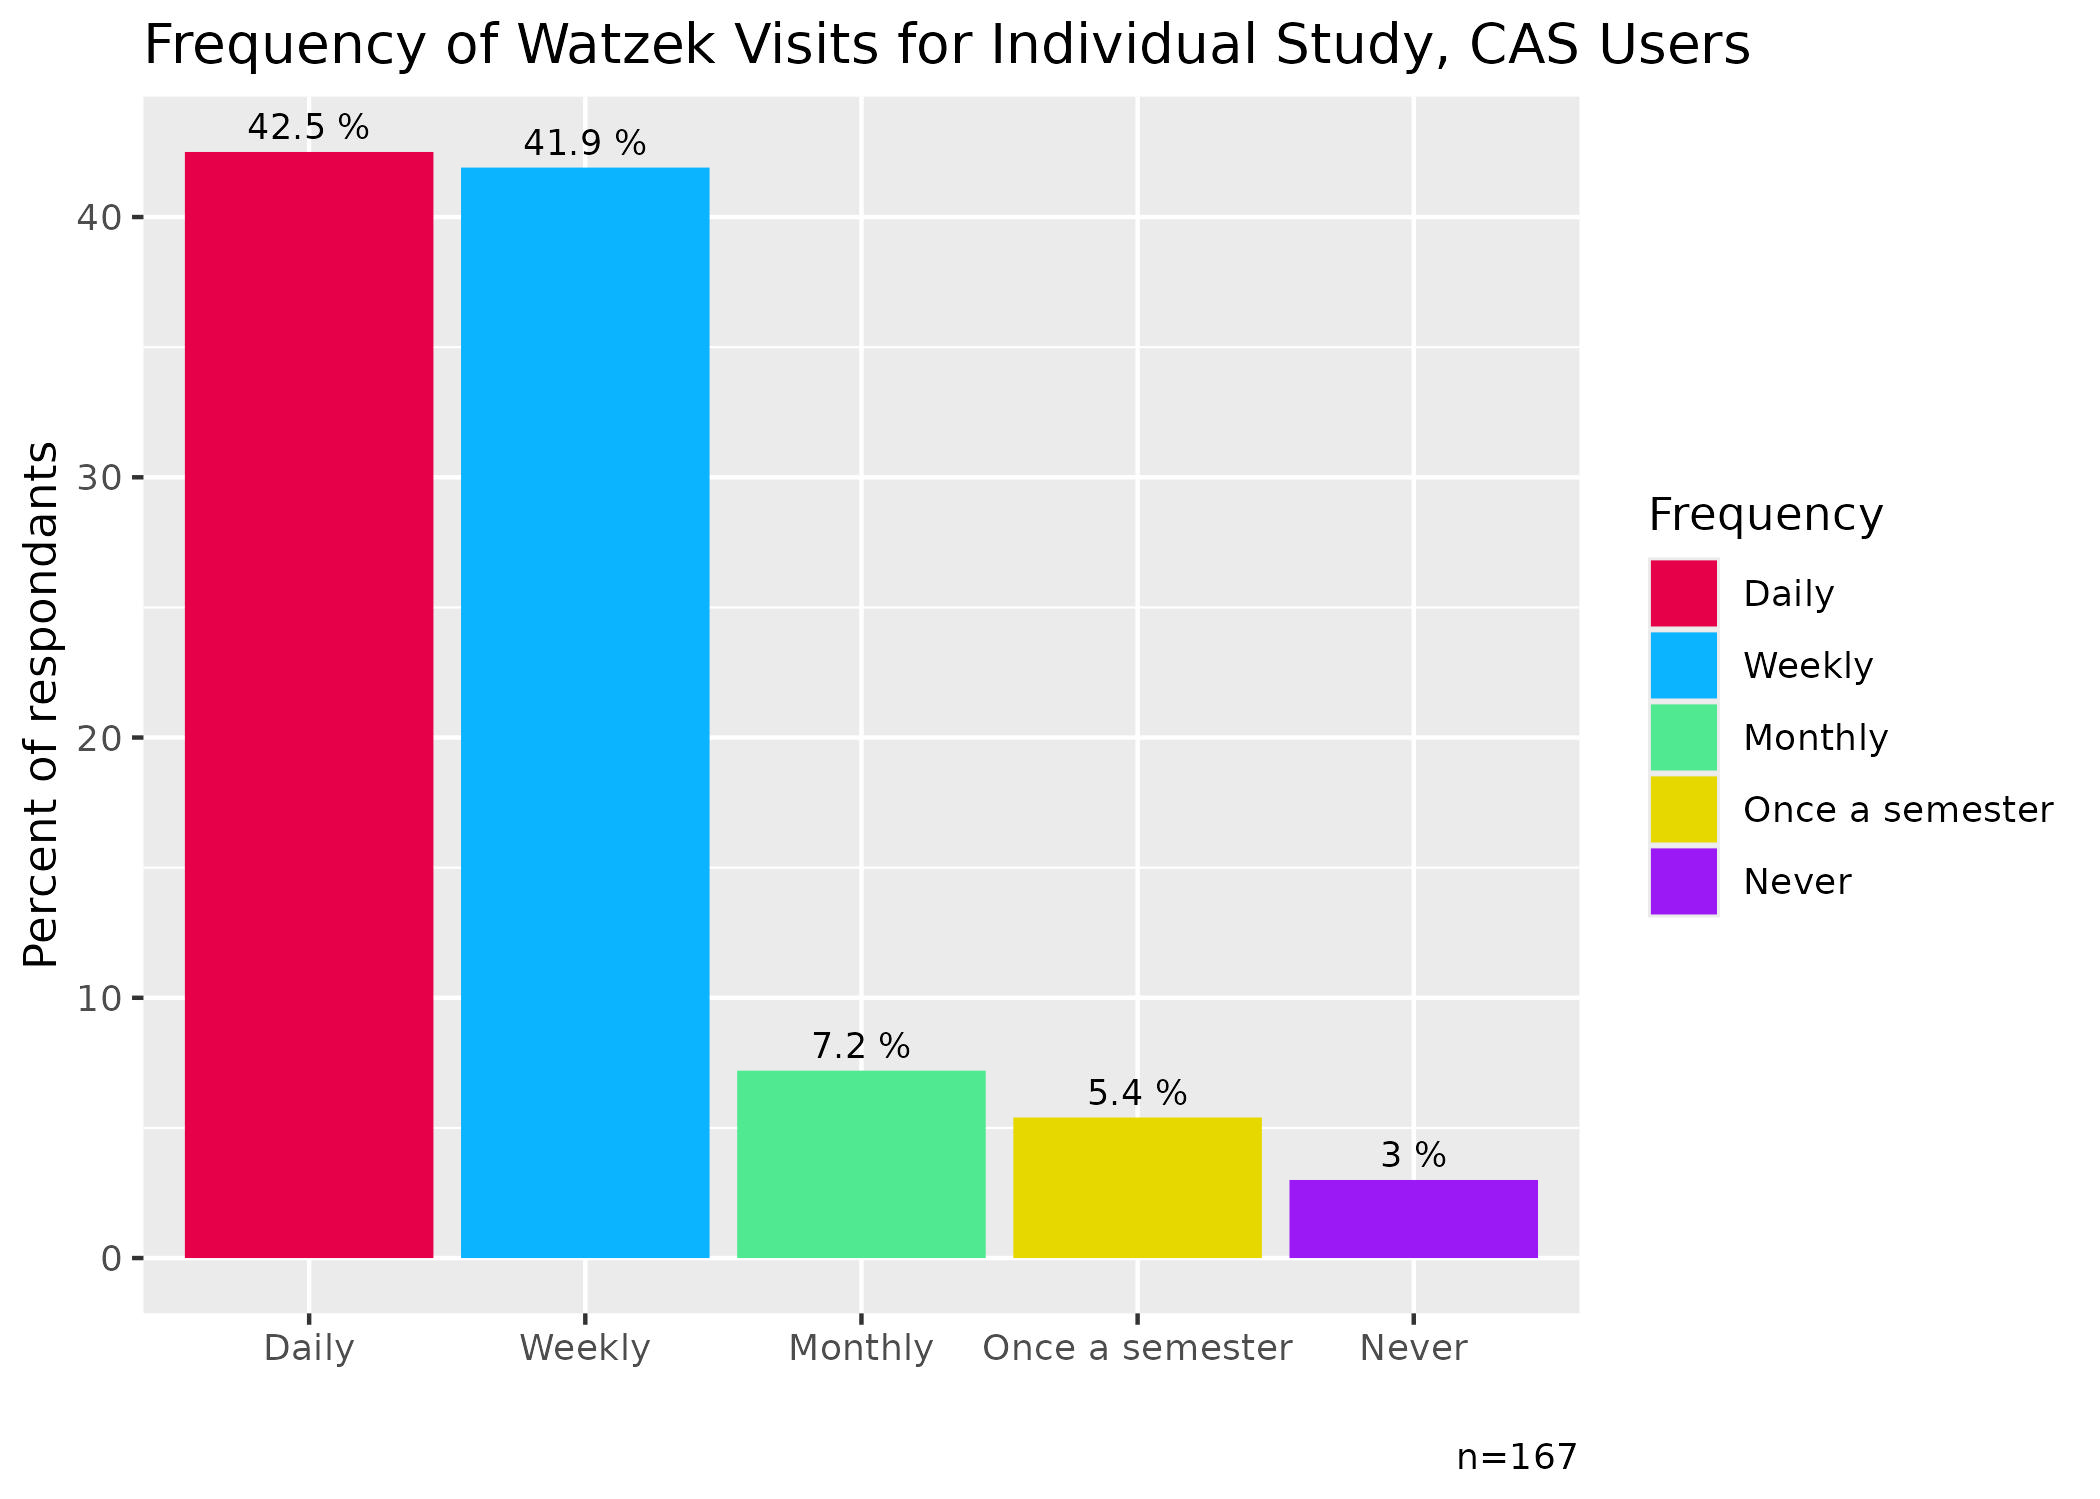 Frequency of Watzek Visits for Individual Study, CAS Users
42.5 %
41.9 %
7.2 %
5.4 %
3 %
40
30
20
10
0
Percent of respondants
Daily
Weekly
Monthly
Once a semester
Never
Frequency
Daily
Weekly
Monthly
Once a semester
Never
n=167